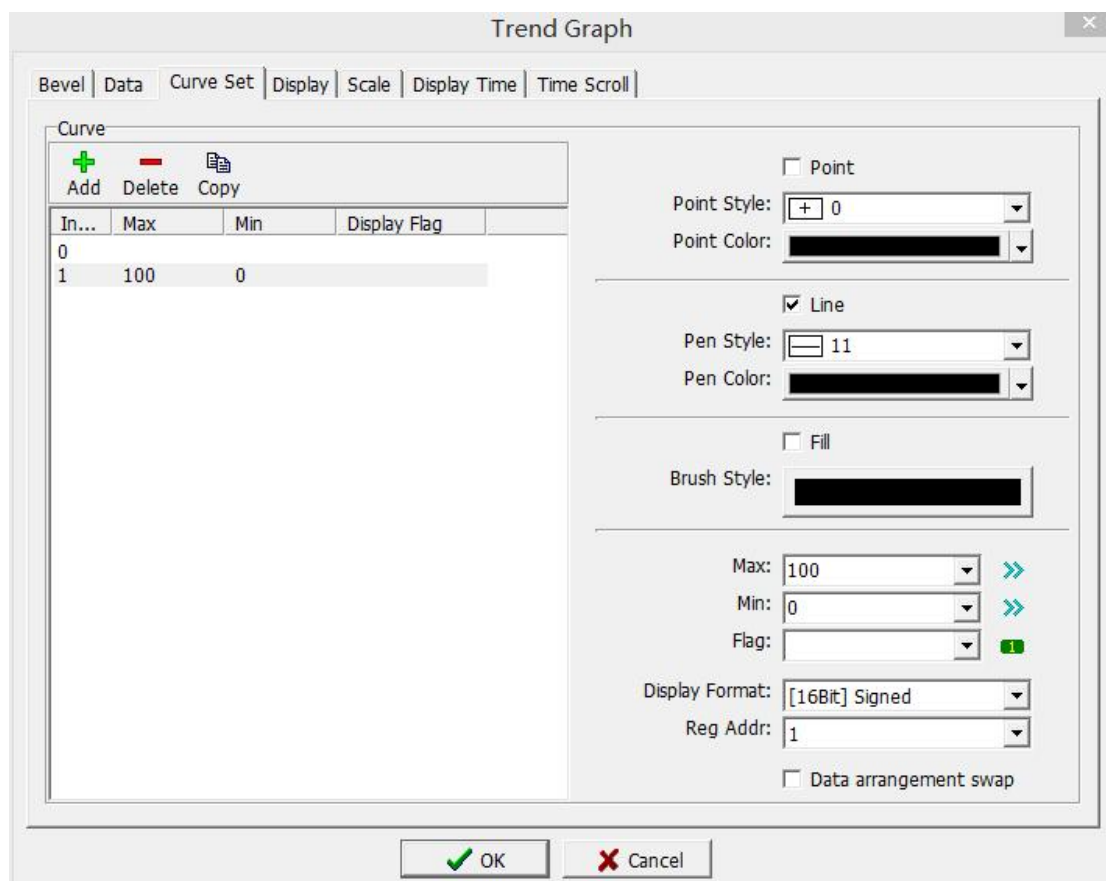 Trend Graph
Bevel Data Curve Set Display Scale Display Time Time Scroll
Curve
Add Delete Copy
In... Max Min Display Flag
0
1 100 0
Point
Point Style: 0
Point Color:
Line
Pen Style: 11
Pen Color:
Fill
Brush Style:
Max: 100
Min: 0
Flag: 1
Display Format: [16Bit] Signed
Reg Addr: 1
Data arrangement swap
OK Cancel